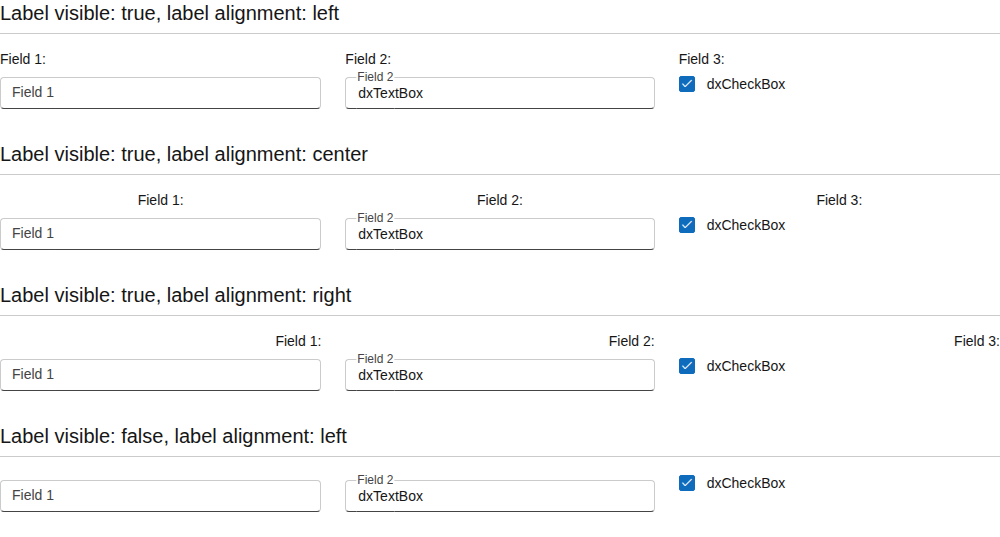 Label visible: true, label alignment: left
Field 1: Field 2: Field 3:
Field 1 Field 2 dxTextBox dxCheckBox
Label visible: true, label alignment: center
Field 1: Field 2: Field 3:
Field 1 Field 2 dxTextBox dxCheckBox
Label visible: true, label alignment: right
Field 1: Field 2: Field 3:
Field 1 Field 2 dxTextBox dxCheckBox
Label visible: false, label alignment: left
Field 1 Field 2 dxTextBox dxCheckBox